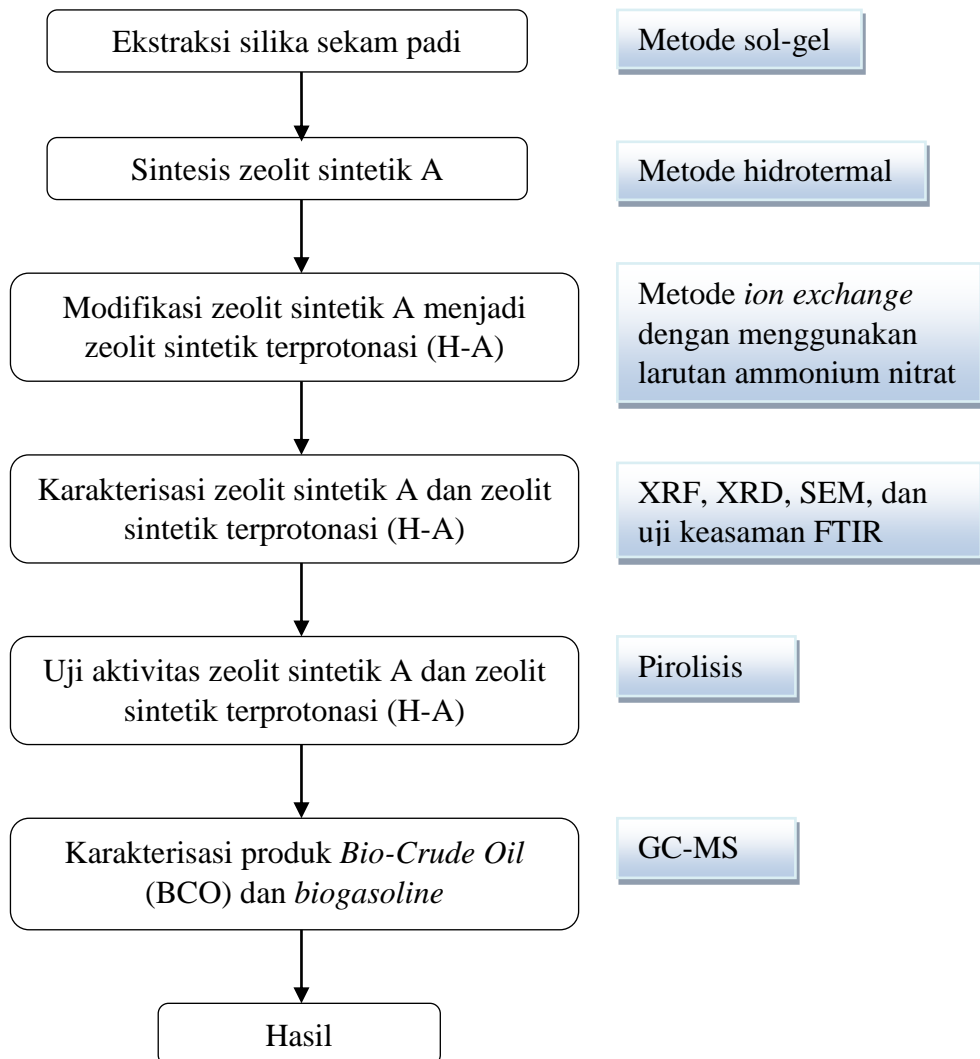 Ekstraksi silika sekam padi
Metode sol-gel
Sintesis zeolit sintetik A
Metode hidrotermal
Modifikasi zeolit sintetik A menjadi
zeolit sintetik terprotonasi (H-A)
Metode ion exchange
dengan menggunakan
larutan ammonium nitrat
Karakterisasi zeolit sintetik A dan zeolit
sintetik terprotonasi (H-A)
XRF, XRD, SEM, dan
uji keasaman FTIR
Uji aktivitas zeolit sintetik A dan zeolit
sintetik terprotonasi (H-A)
Pirolisis
Karakterisasi produk Bio-Crude Oil
(BCO) dan biogasoline
GC-MS
Hasil